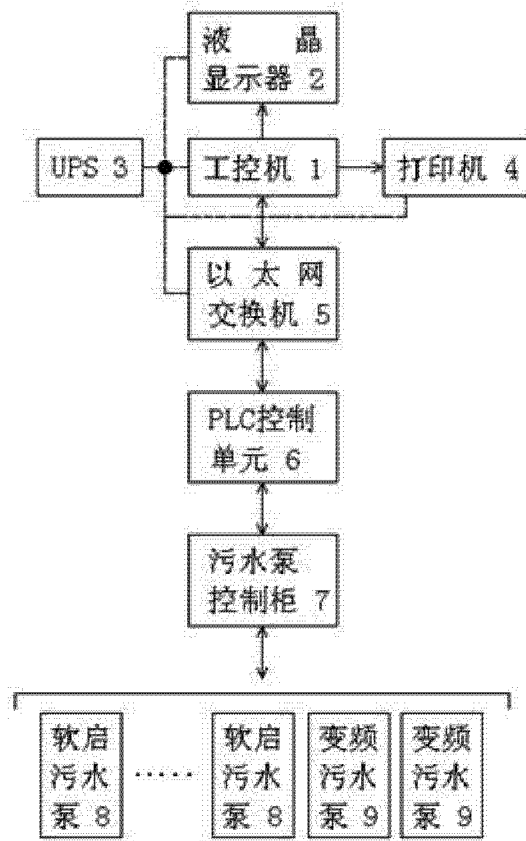 液 晶
显示器 2
UPS 3
工控机 1
打印机 4
以太网
交换机 5
PLC控制
单元 6
污水泵
控制柜 7
软启
污水
泵 8
·····
软启
污水
泵 8
变频
污水
泵 9
变频
污水
泵 9